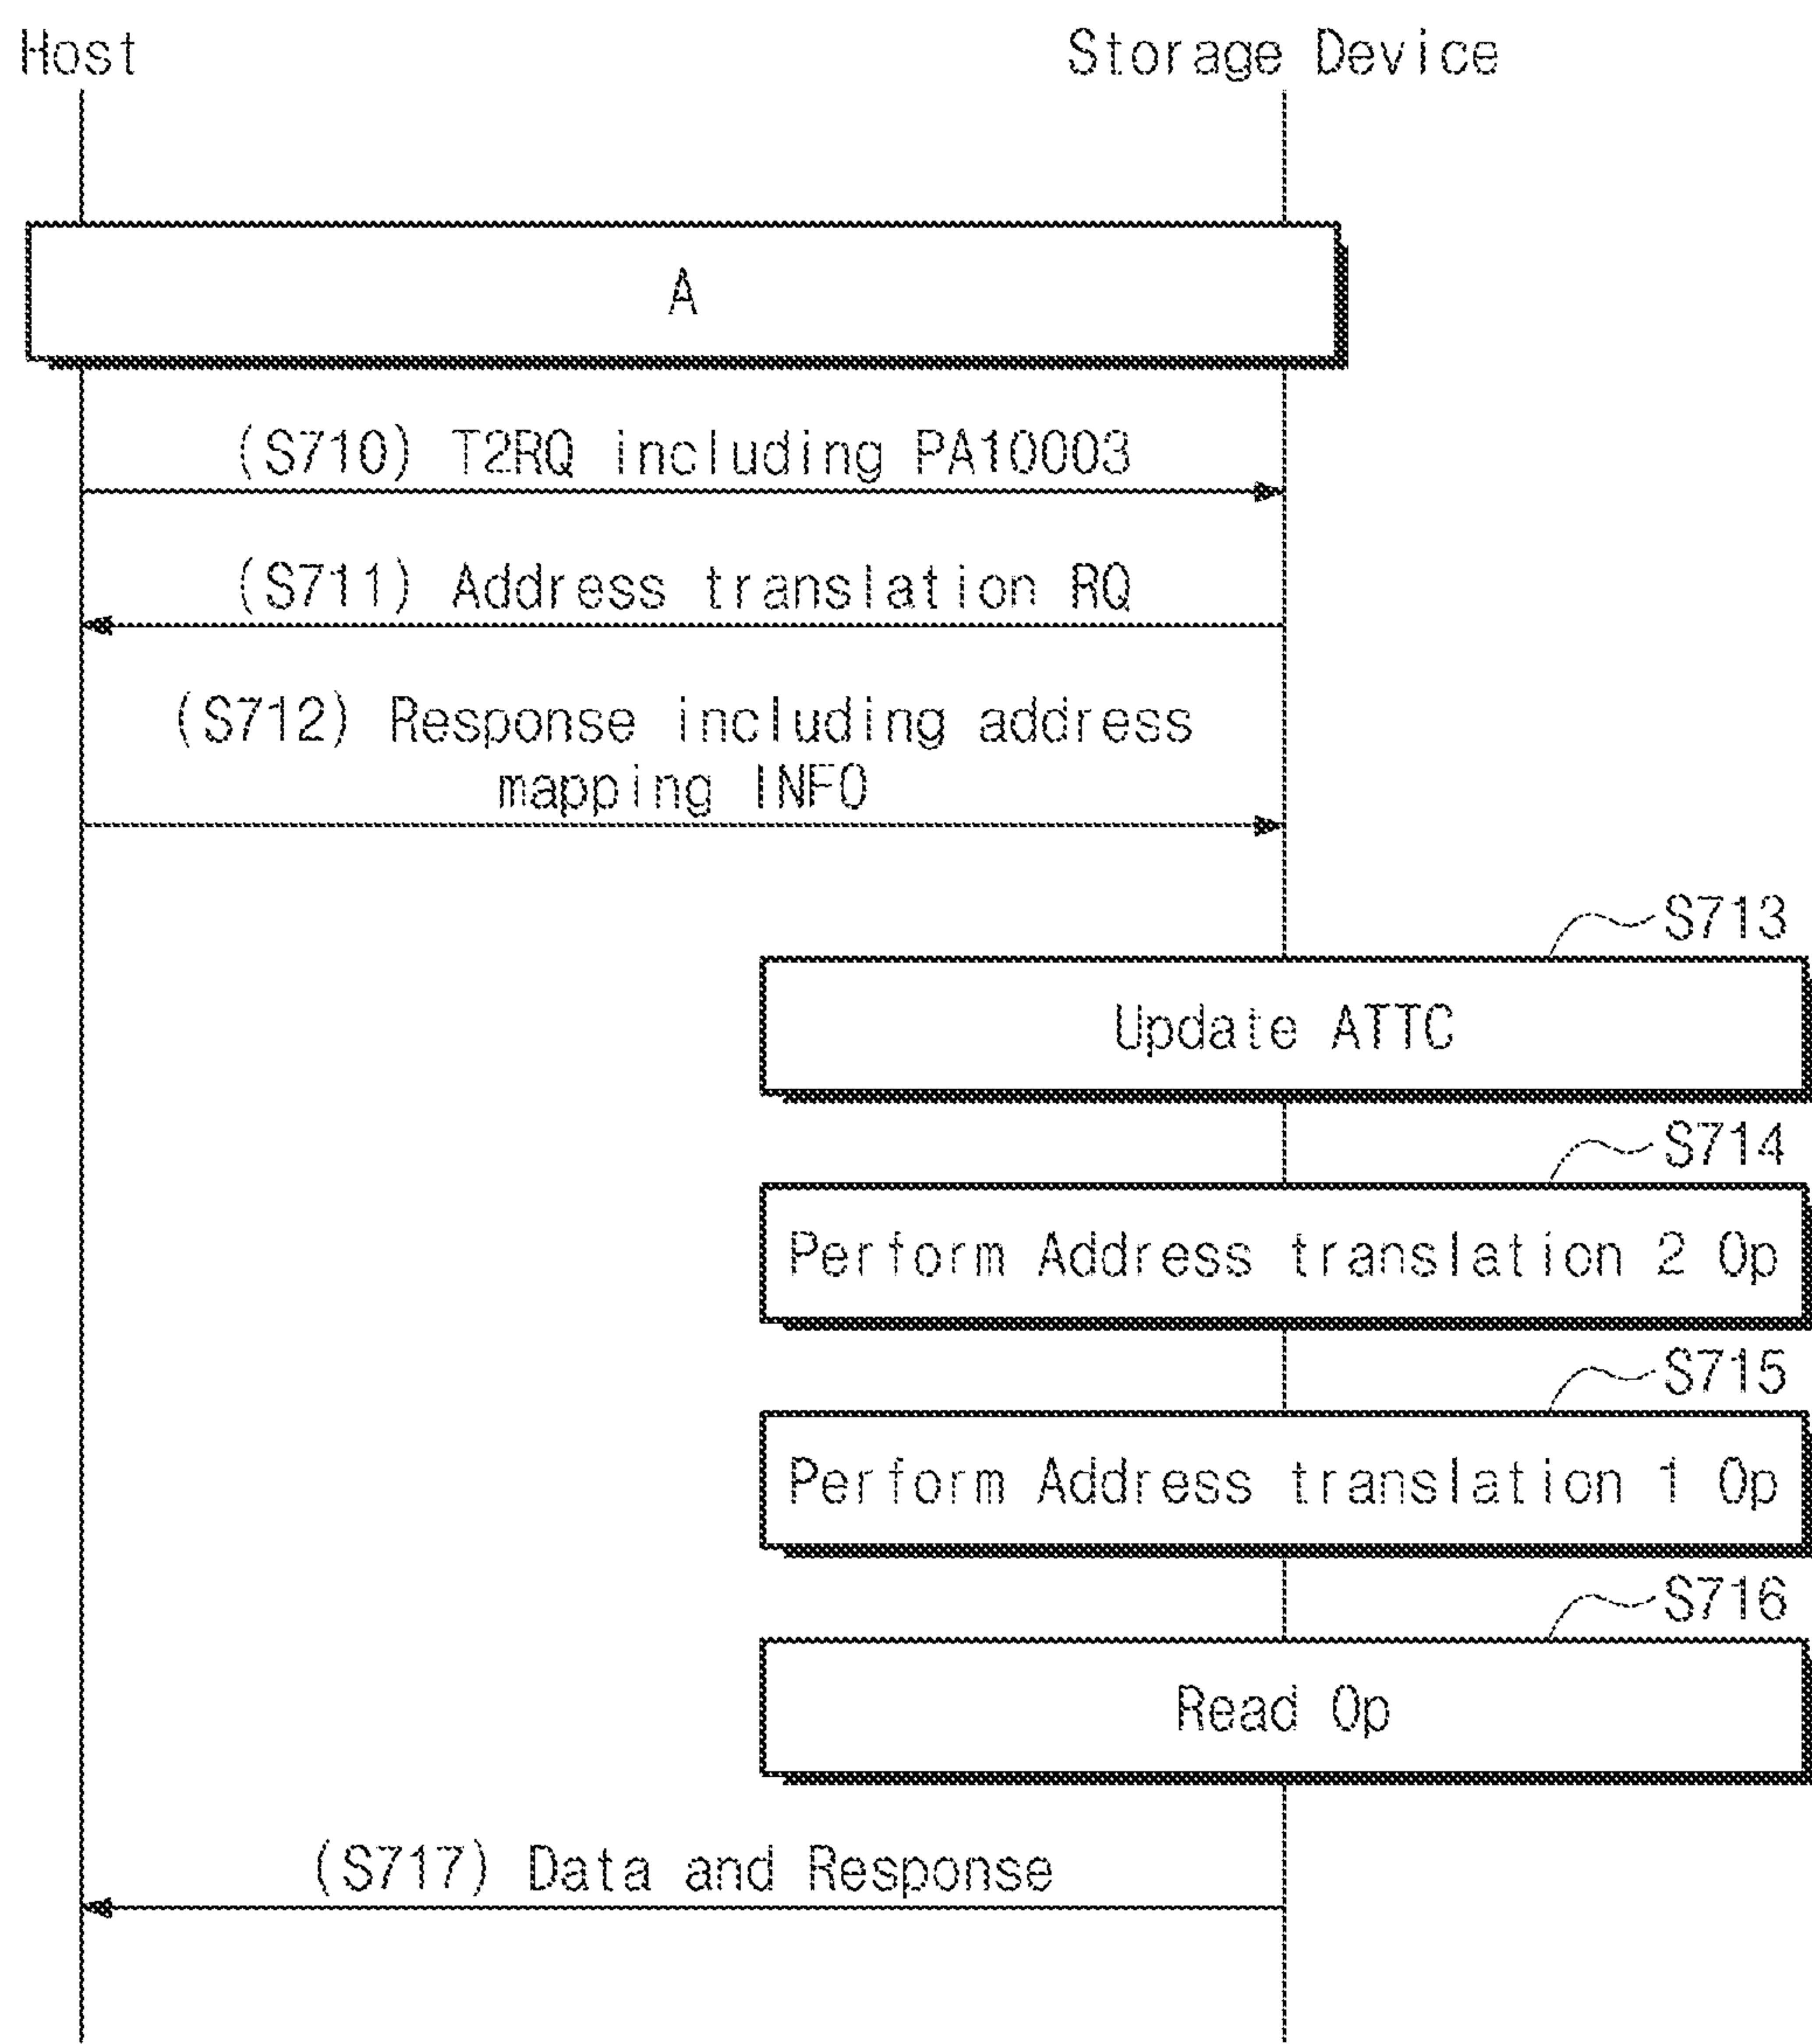 Host
Storage Device
A
(S710) T2RQ including PA10003
(S711) Address translation RQ
(S712) Response including address
mapping INFO
S713
Update ATTC
S714
Perform Address translation 2 Op
S715
Perform Address translation 1 Op
S716
Read Op
(S717) Data and Response